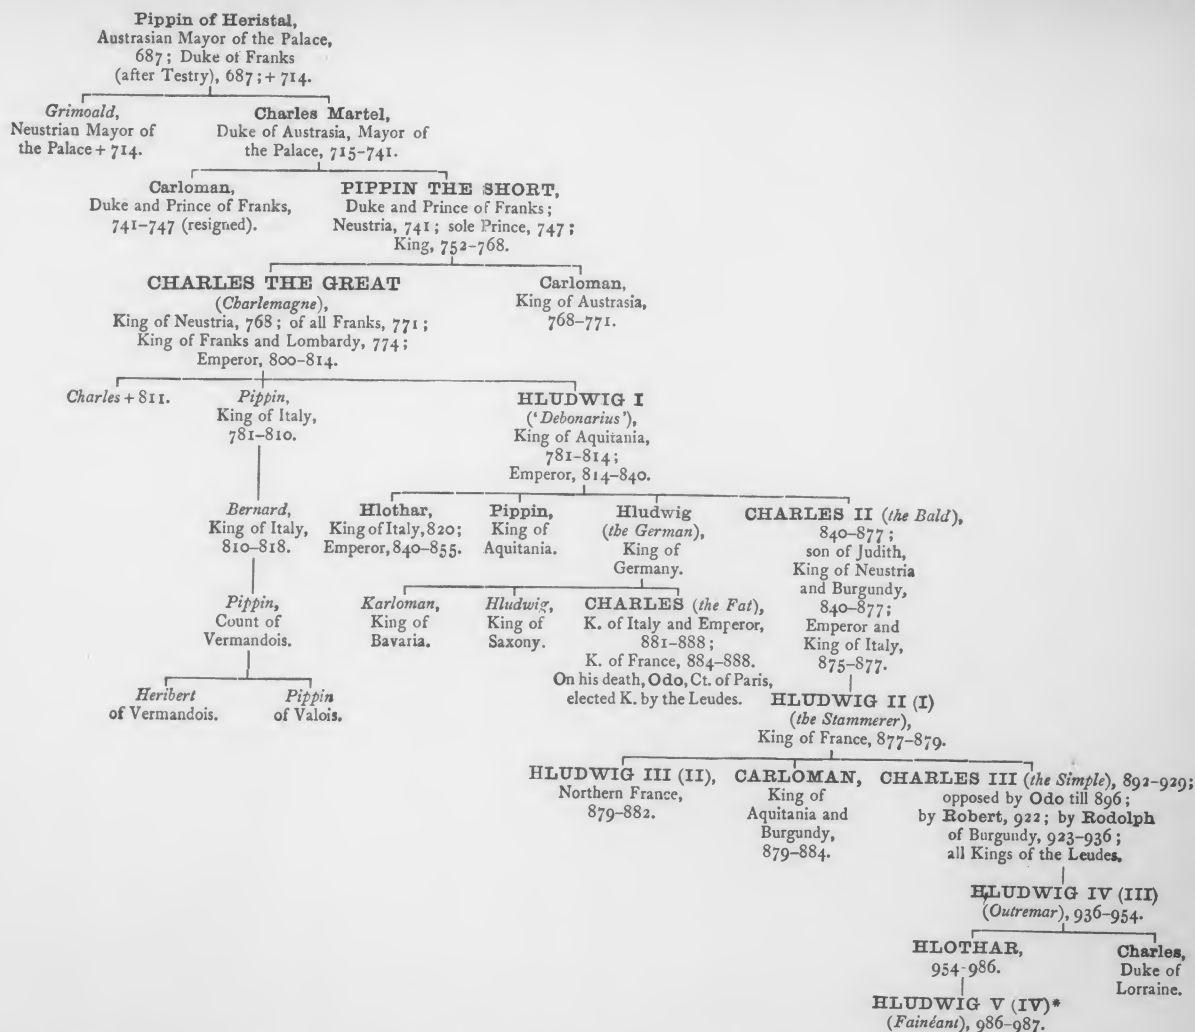 Pippin of Heristal,
Austrasian Mayor of the Palace,
687; Duke of Franks
(after Testry), 687; + 714.
Grimoald,
Neustrian Mayor of
the Palace + 714.
Charles Martel,
Duke of Austrasia, Mayor of
the Palace, 715–741.
Carloman,
Duke and Prince of Franks,
741–747 (resigned).
PIPPIN THE SHORT,
Duke and Prince of Franks;
Neustria, 741; sole Prince, 747;
King, 752–768.
CHARLES THE GREAT
(Charlemagne),
King of Neustria, 768; of all Franks, 771;
King of Franks and Lombardy, 774;
Emperor, 800–814.
Carloman,
King of Austrasia,
768–771.
Charles + 811.
Pippin,
King of Italy,
781–810.
HLUDWIG I
('Debonarius'),
King of Aquitania,
781–814;
Emperor, 814–840.
Bernard,
King of Italy,
810–818.
Hlothar,
King of Italy, 820;
Emperor, 840–855.
Pippin,
King of
Aquitania.
Hludwig
(the German),
King of
Germany.
CHARLES II (the Bald),
840–877;
son of Judith,
King of Neustria
and Burgundy,
840–877;
Emperor and
King of Italy,
875–877.
Pippin,
Count of
Vermandois.
Karloman,
King of
Bavaria.
Hludwig,
King of
Saxony.
CHARLES (the Fat),
K. of Italy and Emperor,
881–888;
K. of France, 884–888.
On his death, Odo, Ct. of Paris,
elected K. by the Leudes.
Heribert
of Vermandois.
Pippin
of Valois.
HLUDWIG II (I)
(the Stammerer),
King of France, 877–879.
HLUDWIG III (II),
Northern France,
879–882.
CARLOMAN,
King of
Aquitania and
Burgundy,
879–884.
CHARLES III (the Simple), 892–929;
opposed by Odo till 896;
by Robert, 922; by Rodolph
of Burgundy, 923–936;
all Kings of the Leudes.
HLUDWIG IV (III)
(Outremar), 936–954.
HLOTHAR,
954-986.
Charles,
Duke of
Lorraine.
HLUDWIG V (IV)*
(Fainéant), 986–987.